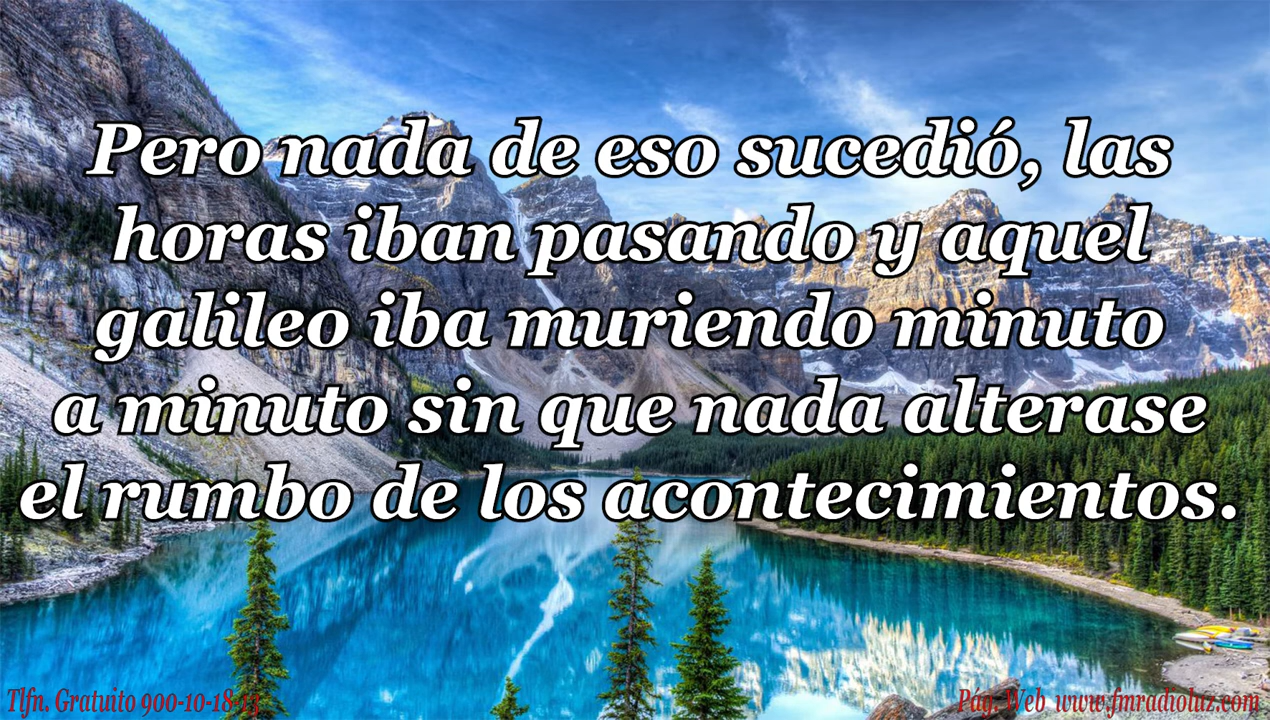 Pero nada de eso sucedió, las
horas iban pasando y aquel
galileo iba muriendo minuto
a minuto sin que nada alterase
el rumbo de los acontecimientos.
Tlfn. Gratuito 900-10-18-13
Pág. Web www.fmradioluz.com